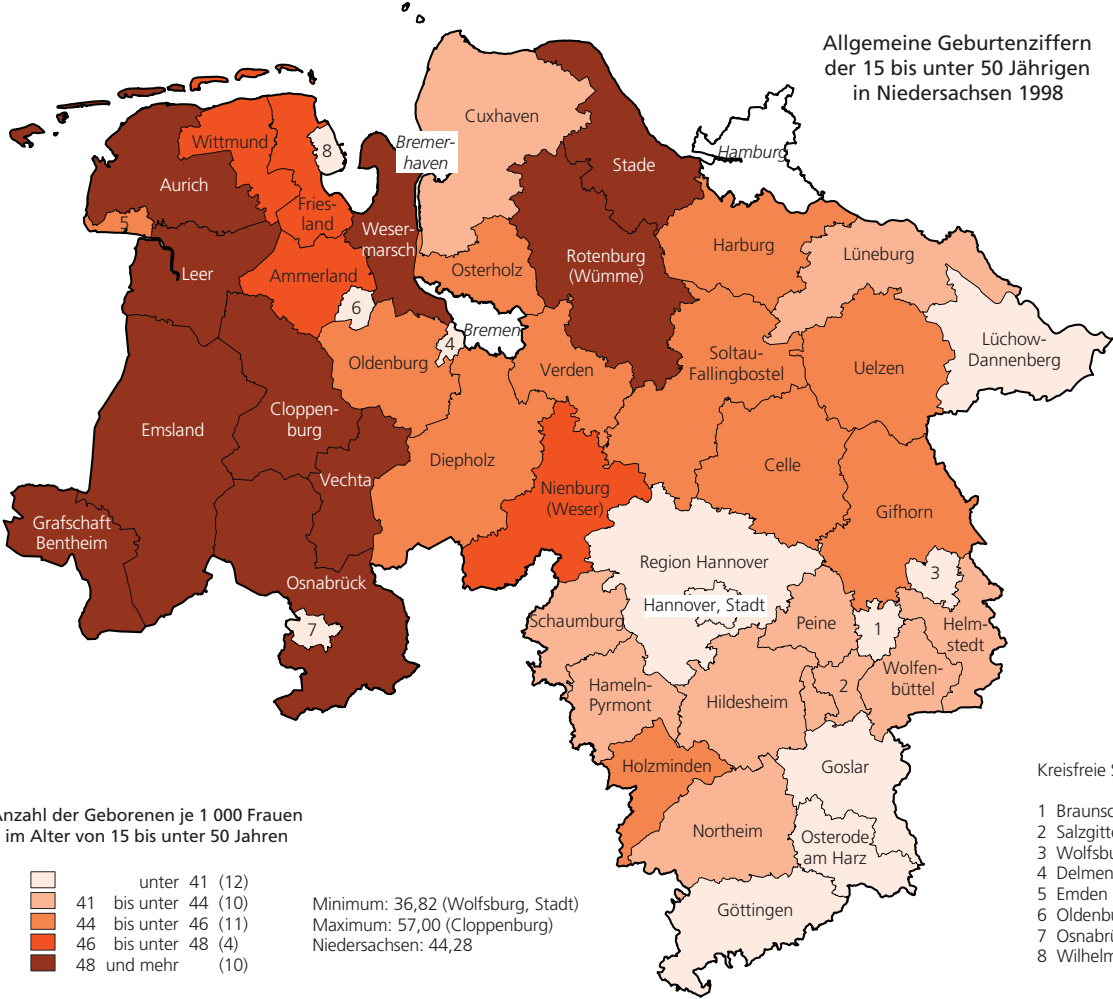 Allgemeine Geburtenziffern
der 15 bis unter 50 Jährigen
in Niedersachsen 1998
Cuxhaven
Wittmund
8
Bremer-
haven
Hamburg
Stade
Aurich
Fries-
land
5
Weser-
marsch
Rotenburg
(Wümme)
Harburg
Lüneburg
Leer
Ammerland
Osterholz
6
4
Bremen
Lüchow-
Dannenberg
Oldenburg
Verden
Soltau-
Fallingbostel
Uelzen
Cloppen-
burg
Emsland
Diepholz
Celle
Vechta
Nienburg
(Weser)
Gifhorn
Grafschaft
Bentheim
Region Hannover
3
Osnabrück
Hannover, Stadt
Schaumburg
Peine
1
Helm-
stedt
7
Wolfen-
büttel
Hameln-
Pyrmont
Hildesheim
2
Holzminden
Goslar
Northeim
Osterode
am Harz
Göttingen
Kreisfreie
1
2
3
4
5 Emden
6
7
8
der Geborenen je 1 000 Frauen
im Alter von 15 bis unter 50 Jahren
unter 41 (12)
41 bis unter 44 (10)
44 bis unter 46 (11)
46 bis unter 48 (4)
48 und mehr (10)
Minimum: 36,82 (Wolfsburg, Stadt)
Maximum: 57,00 (Cloppenburg)
Niedersachsen: 44,28